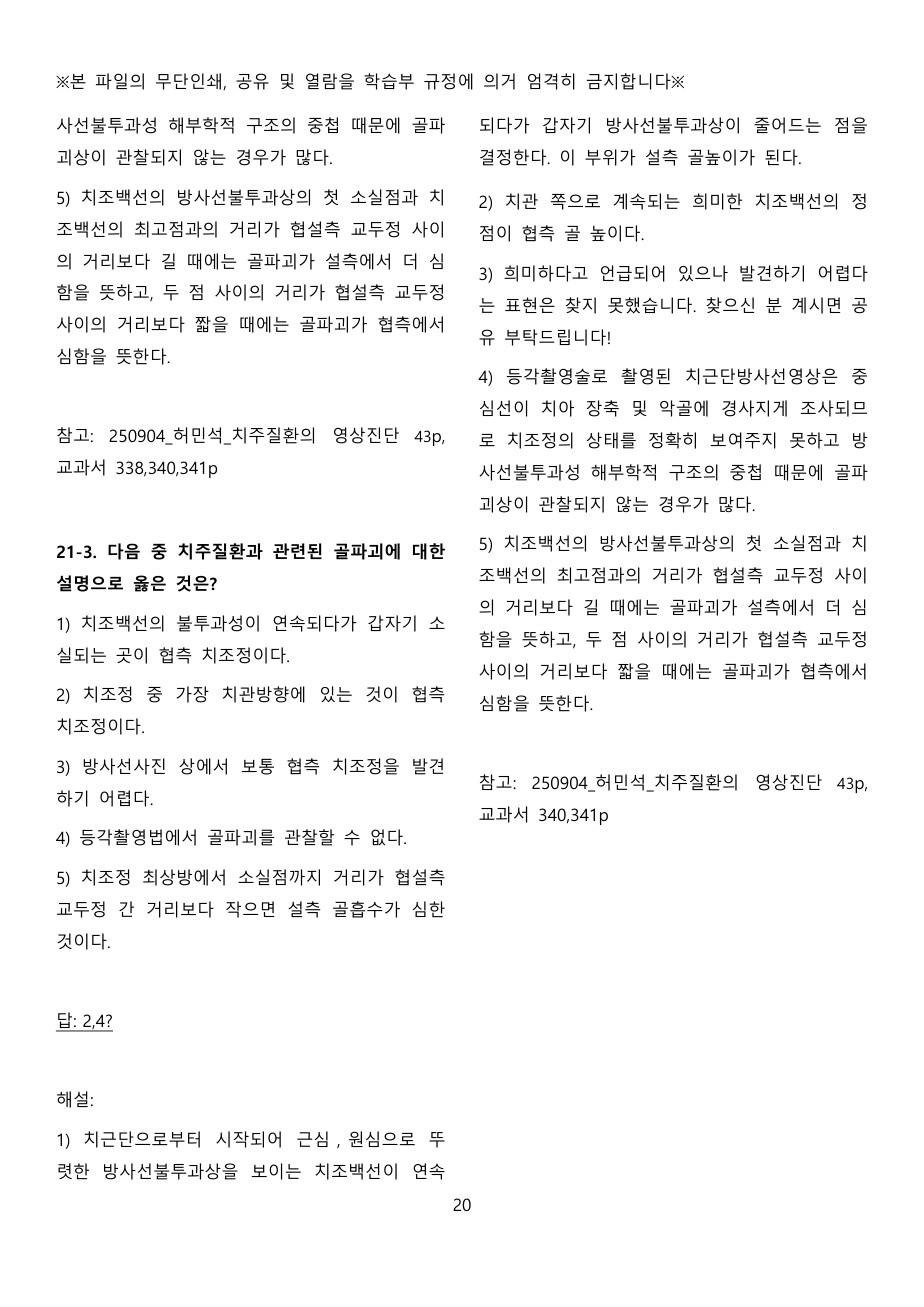 ※본 파일의 무단인쇄, 공유 및 열람을 학습부 규정에 의거 엄격히 금지합니다※
사선불투과성 해부학적 구조의 중첩 때문에 골파
괴상이 관찰되지 않는 경우가 많다.
5) 치조백선의 방사선불투과상의 첫 소실점과 치
조백선의 최고점과의 거리가 협설측 교두정 사이
의 거리보다 길 때에는 골파괴가 설측에서 더 심
함을 뜻하고, 두 점 사이의 거리가 협설측 교두정
사이의 거리보다 짧을 때에는 골파괴가 협측에서
심함을 뜻한다.
참고: 250904_허민석_치주질환의 영상진단 43p,
교과서 338,340,341p
21-3. 다음 중 치주질환과 관련된 골파괴에 대한
설명으로 옳은 것은?
1) 치조백선의 불투과성이 연속되다가 갑자기 소
실되는 곳이 협측 치조정이다.
2) 치조정 중 가장 치관방향에 있는 것이 협측
치조정이다.
3) 방사선사진 상에서 보통 협측 치조정을 발견
하기 어렵다.
4) 등각촬영법에서 골파괴를 관찰할 수 없다.
5) 치조정 최상방에서 소실점까지 거리가 협설측
교두정 간 거리보다 작으면 설측 골흡수가 심한
것이다.
답: 2,4?
해설:
1) 치근단으로부터 시작되어 근심 , 원심으로 뚜
렷한 방사선불투과상을 보이는 치조백선이 연속
되다가 갑자기 방사선불투과상이 줄어드는 점을
결정한다. 이 부위가 설측 골높이가 된다.
2) 치관 쪽으로 계속되는 희미한 치조백선의 정
점이 협측 골 높이다.
3) 희미하다고 언급되어 있으나 발견하기 어렵다
는 표현은 찾지 못했습니다. 찾으신 분 계시면 공
유 부탁드립니다!
4) 등각촬영술로 촬영된 치근단방사선영상은 중
심선이 치아 장축 및 악골에 경사지게 조사되므
로 치조정의 상태를 정확히 보여주지 못하고 방
사선불투과성 해부학적 구조의 중첩 때문에 골파
괴상이 관찰되지 않는 경우가 많다.
5) 치조백선의 방사선불투과상의 첫 소실점과 치
조백선의 최고점과의 거리가 협설측 교두정 사이
의 거리보다 길 때에는 골파괴가 설측에서 더 심
함을 뜻하고, 두 점 사이의 거리가 협설측 교두정
사이의 거리보다 짧을 때에는 골파괴가 협측에서
심함을 뜻한다.
참고: 250904_허민석_치주질환의 영상진단 43p,
교과서 340,341p
20